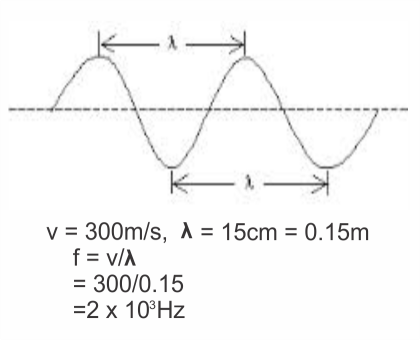 λ
λ
v = 300m/s, λ = 15cm = 0.15m
f = v/λ
= 300/0.15
=2 x 10³Hz